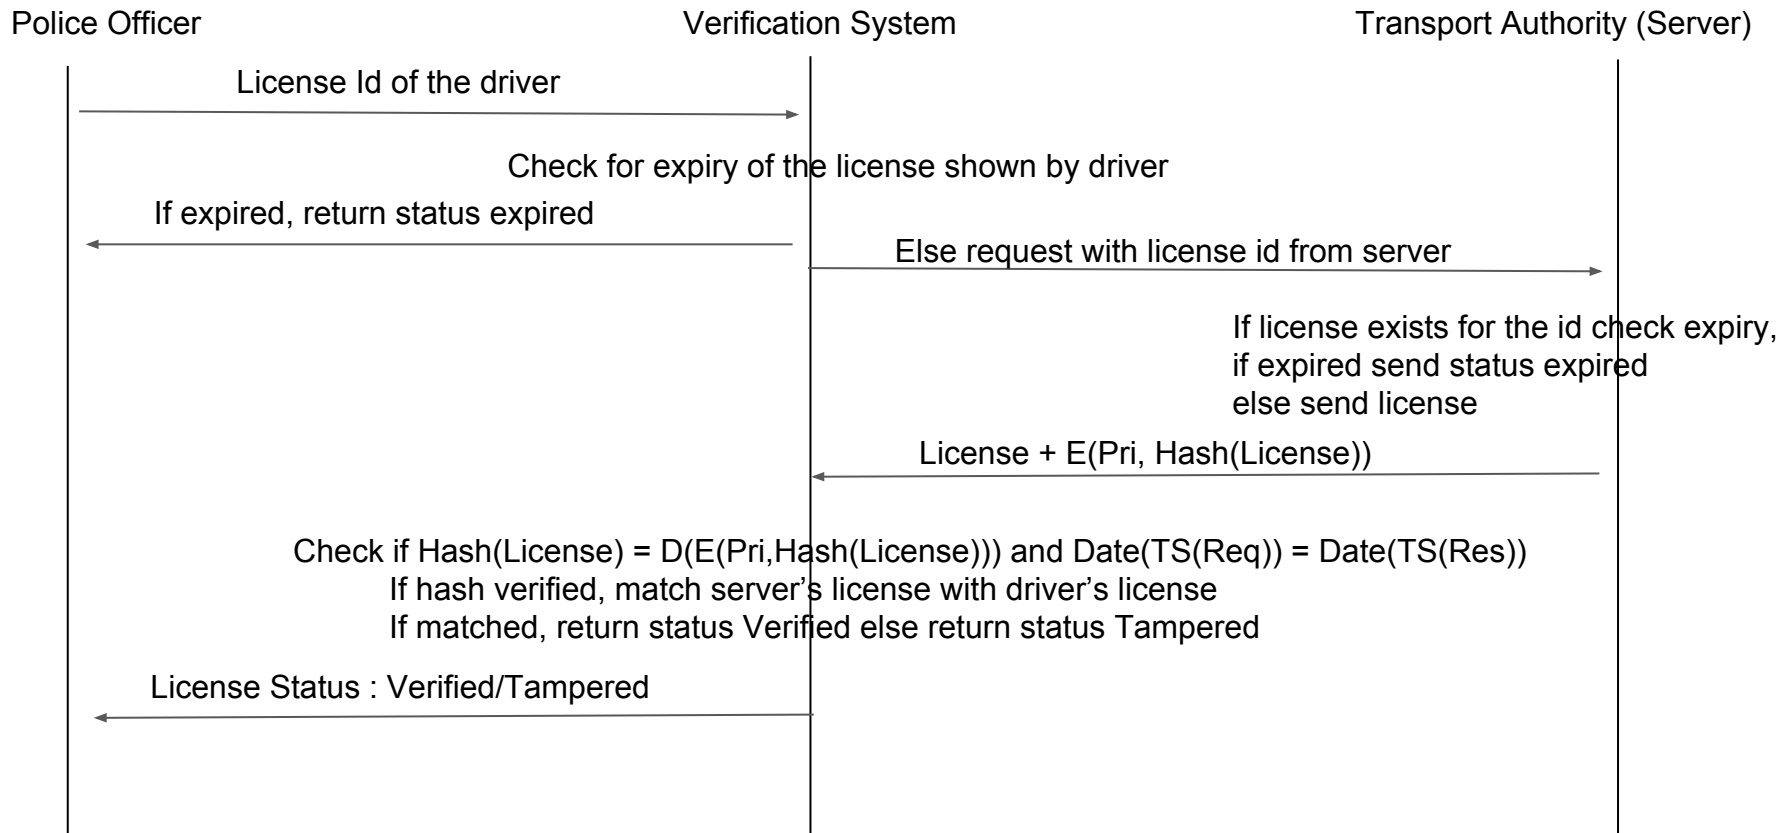 Police Officer
Verification System
Transport Authority (Server)
License Id of the driver
Check for expiry of the license shown by driver
If expired, return status expired
Else request with license id from server
If license exists for the id check expiry,
if expired send status expired
else send license
License + E(Pri, Hash(License))
Check if Hash(License) = D(E(Pri,Hash(License))) and Date(TS(Req)) = Date(TS(Res))
If hash verified, match server’s license with driver’s license
If matched, return status Verified else return status Tampered
License Status : Verified/Tampered